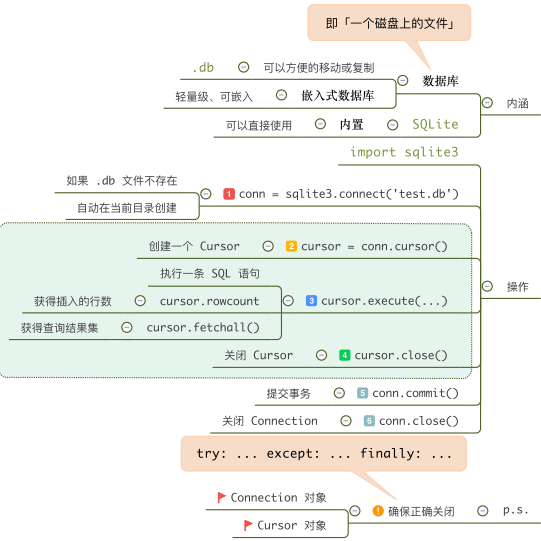 即「一个磁盘上的文件」
.db
可以方便的移动或复制
数据库
轻量级、可嵌入
嵌入式数据库
内涵
可以直接使用
内置
SQLite
import sqlite3
如果 .db 文件不存在
1 conn = sqlite3.connect('test.db')
自动在当前目录创建
创建一个 Cursor
2 cursor = conn.cursor()
执行一条 SQL 语句
操作
获得插入的行数
cursor.rowcount
3 cursor.execute(...)
获得查询结果集
cursor.fetchall()
关闭 Cursor
4 cursor.close()
提交事务
5 conn.commit()
关闭 Connection
6 conn.close()
try: ... except: ... finally: ...
Connection 对象
确保正确关闭
p.s.
Cursor 对象